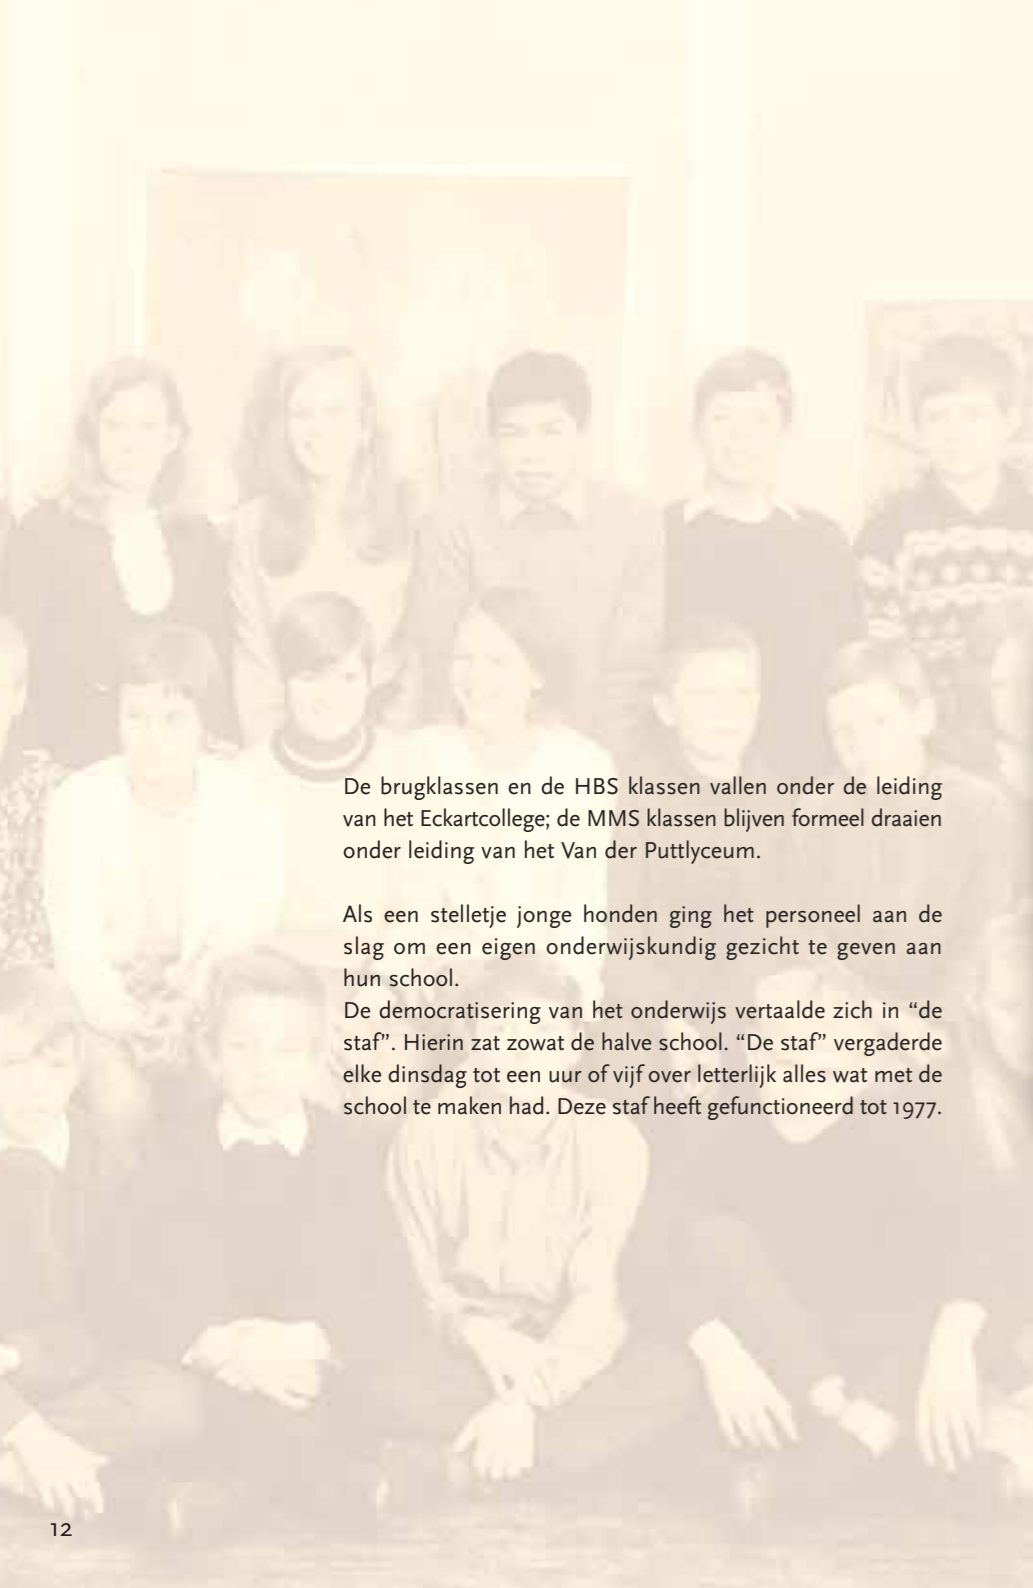 De brugklassen en de HBS klassen vallen onder de leiding
van het Eckartcollege; de MMS klassen blijven formeel draaien
onder leiding van het Van der Puttlyceum.
Als een stelletje jonge honden ging het personeel aan de
slag om een eigen onderwijskundig gezicht te geven aan
hun school.
De democratisering van het onderwijs vertaalde zich in “de
staf”. Hierin zat zowat de halve school. “De staf” vergaderde
elke dinsdag tot een uur of vijf over letterlijk alles wat met de
school te maken had. Deze staf heeft gefunctioneerd tot 1977.
12